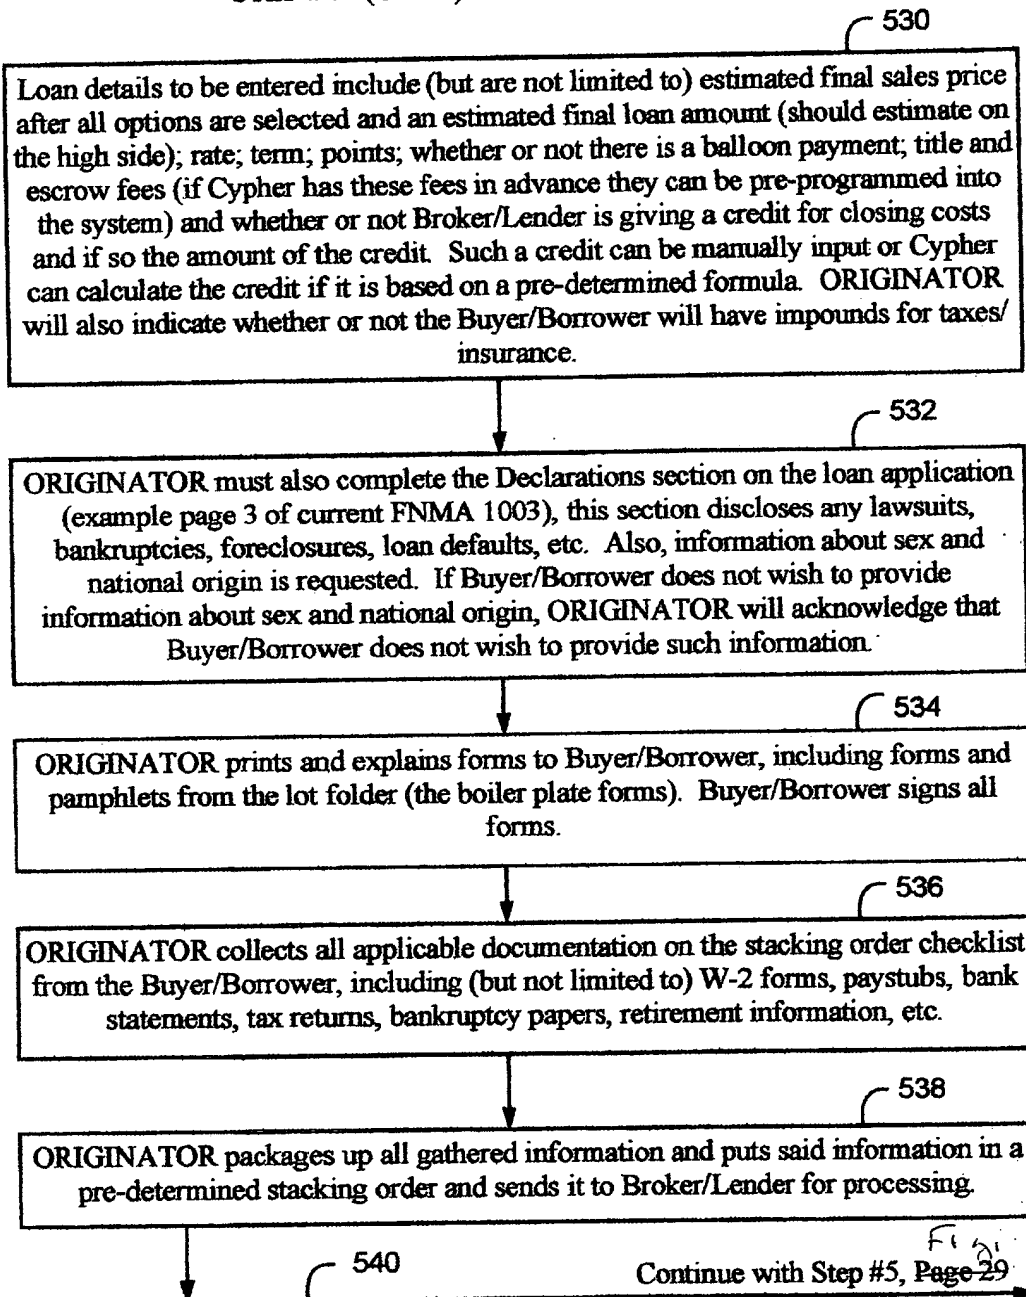 530
Loan details to be entered include (but are not limited to) estimated final sales price
after all options are selected and an estimated final loan amount (should estimate on
the high side); rate; term; points; whether or not there is a balloon payment; title and
escrow fees (if Cypher has these fees in advance they can be pre-programmed into
the system) and whether or not Broker/Lender is giving a credit for closing costs
and if so the amount of the credit. Such a credit can be manually input or Cypher
can calculate the credit if it is based on a pre-determined formula. ORIGINATOR
will also indicate whether or not the Buyer/Borrower will have impounds for taxes/
insurance.
532
ORIGINATOR must also complete the Declarations section on the loan application
(example page 3 of current FNMA 1003), this section discloses any lawsuits,
bankruptcies, foreclosures, loan defaults, etc. Also, information about sex and
national origin is requested. If Buyer/Borrower does not wish to provide
information about sex and national origin, ORIGINATOR will acknowledge that
Buyer/Borrower does not wish to provide such information.
534
ORIGINATOR prints and explains forms to Buyer/Borrower, including forms and
pamphlets from the lot folder (the boiler plate forms). Buyer/Borrower signs all
forms.
536
ORIGINATOR collects all applicable documentation on the stacking order checklist
from the Buyer/Borrower, including (but not limited to) W-2 forms, paystubs, bank
statements, tax returns, bankruptcy papers, retirement information, etc.
538
ORIGINATOR packages up all gathered information and puts said information in a
pre-determined stacking order and sends it to Broker/Lender for processing.
540
Continue with Step #5, Page 29